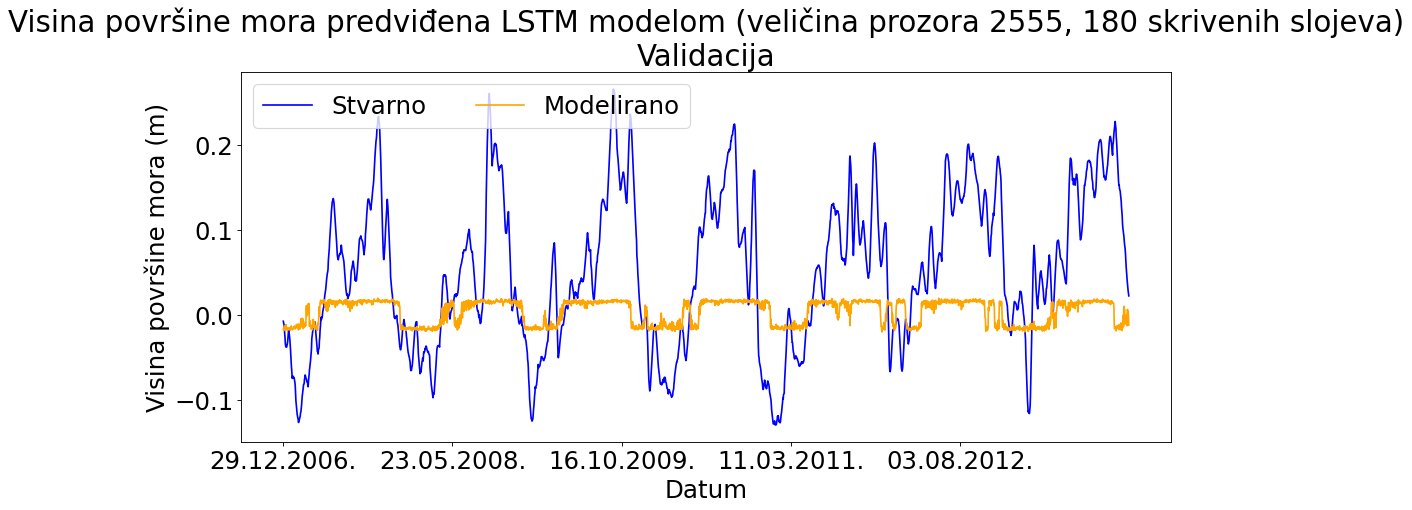 Visina površine mora predviđena LSTM modelom (veličina prozora 2555, 180 skrivenih slojeva)
Validacija
Stvarno Modelirano
Visina površine mora (m)
0.2
0.1
0.0
−0.1
29.12.2006. 23.05.2008. 16.10.2009. 11.03.2011. 03.08.2012.
Datum